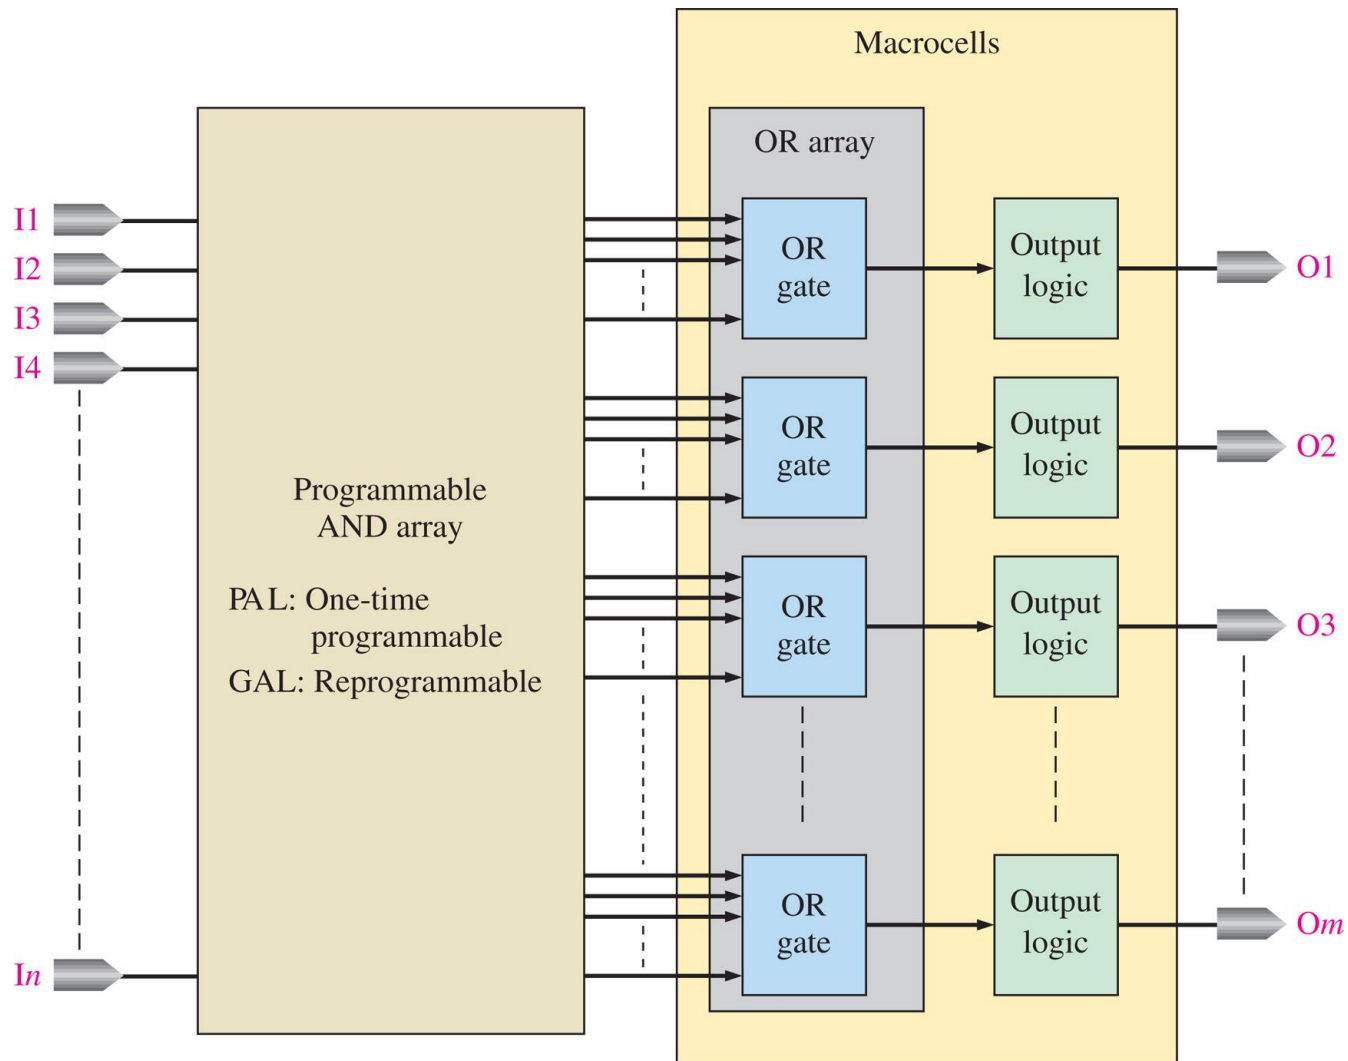 Macrocells
OR array
I1
I2
I3
I4
In
Programmable
AND array
PAL: One-time
programmable
GAL: Reprogrammable
OR
gate
Output
logic
O1
OR
gate
Output
logic
O2
OR
gate
Output
logic
O3
OR
gate
Output
logic
Om